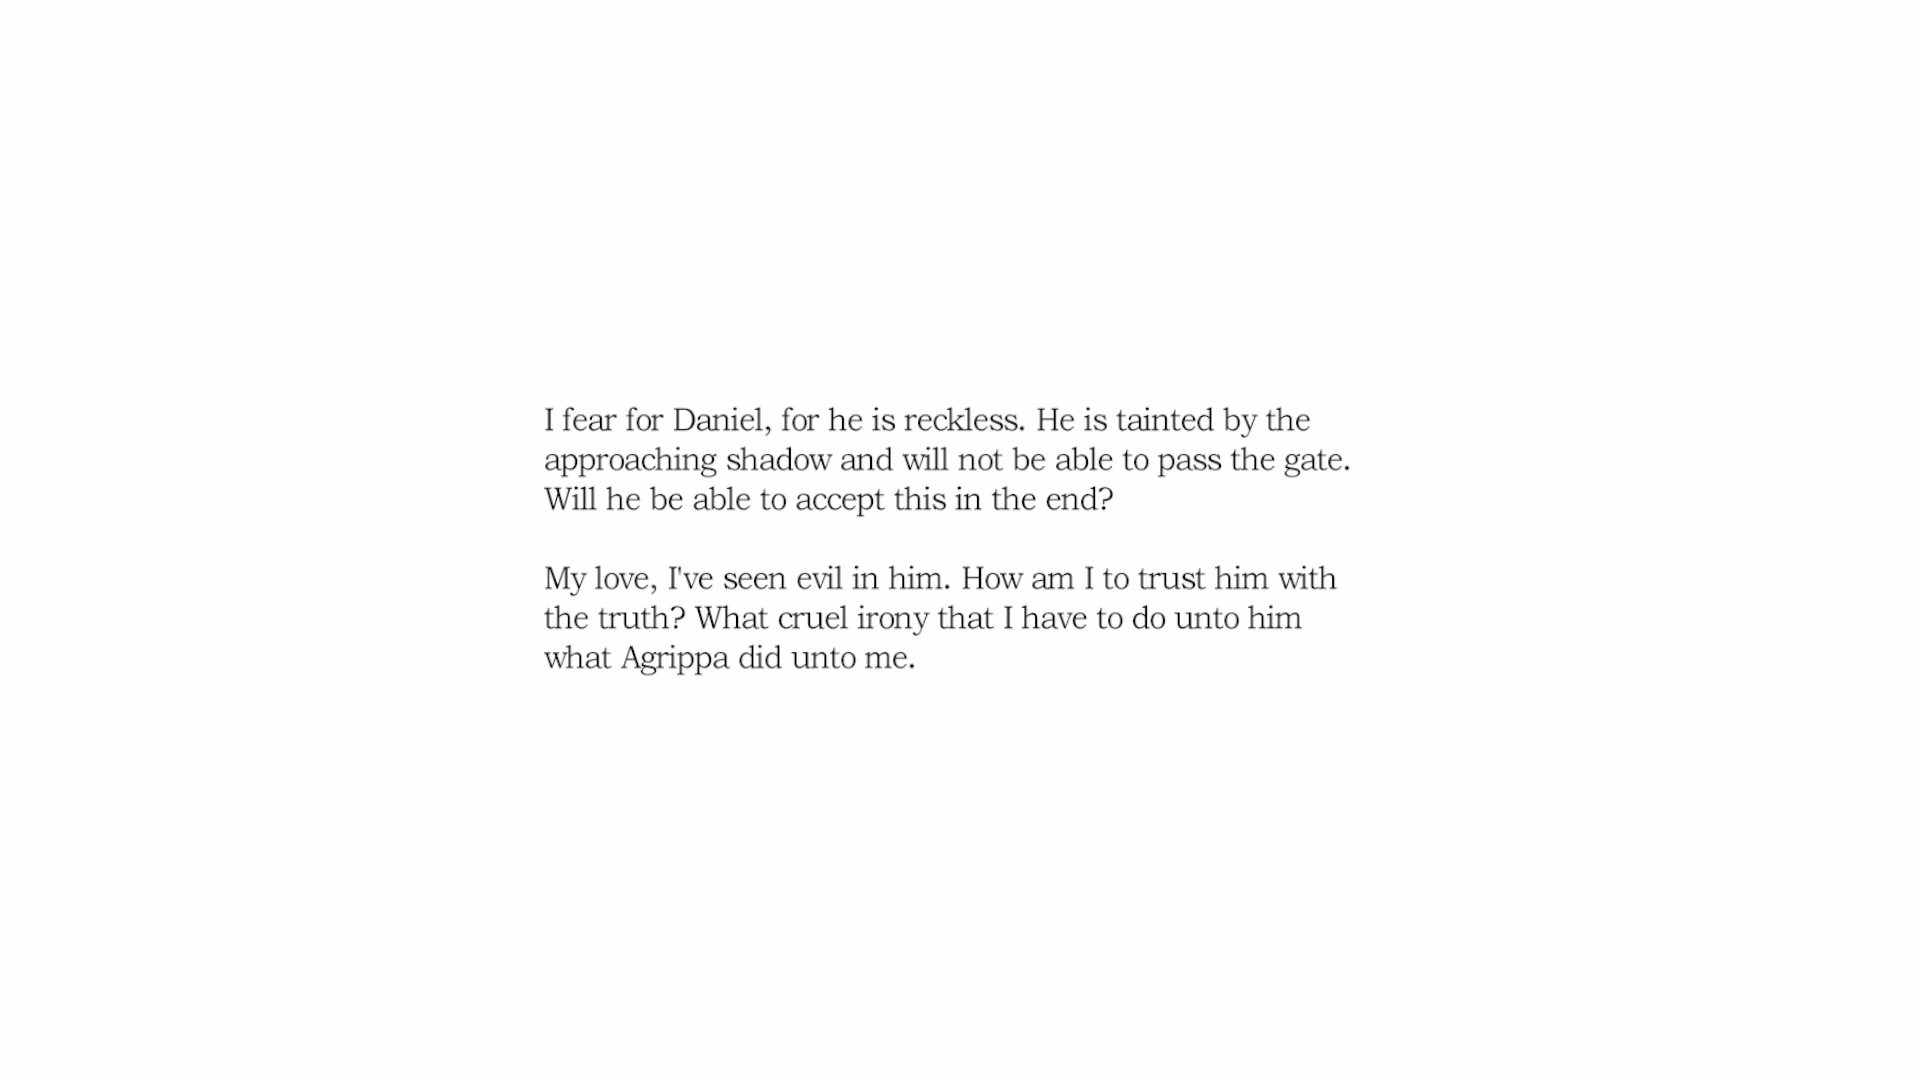 I fear for Daniel, for he is reckless. He is tainted by the
approaching shadow and will not be able to pass the gate.
Will he be able to accept this in the end?
My love, I've seen evil in him. How am I to trust him with
the truth? What cruel irony that I have to do unto him
what Agrippa did unto me.